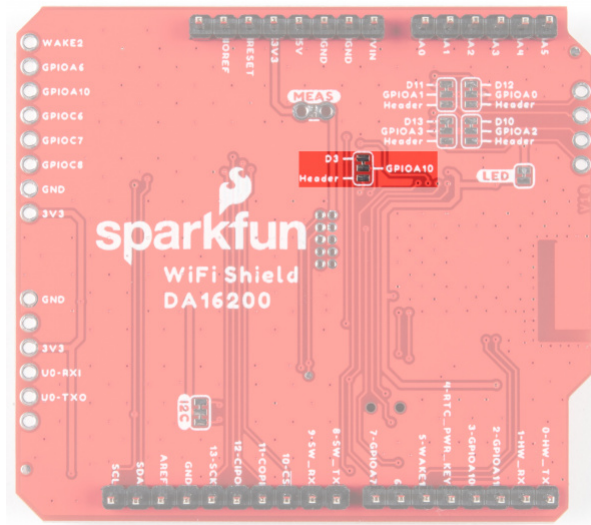 IOREF
RESET
3V3
5V
GND
GND
VIN
A0
A1
A2
A3
A4
A5
WAKE2
GPIOA6
GPIOA10
GPIOC6
GPIOC7
GPIOC8
GND
3V3
MEAS
D11
GPIOA1
Header
D12
GPIOA0
Header
D13
GPIOA3
Header
D10
GPIOA2
Header
D3
GPIOA10
Header
LED
sparkfun
WiFi Shield
DA16200
GND
3V3
U0-RXI
U0-TXO
I2C
SCL
SDA
AREF
GND
13-SCK
12-CIPO
11-COPI
10-CS
9-SW_RX
8-SW_TX
7-GPIOA7
6
5-WAKE
4-RTC_PWR_KEY
3-GPIOA10
2-GPIOA11
1-HW_RX
0-HW_TX